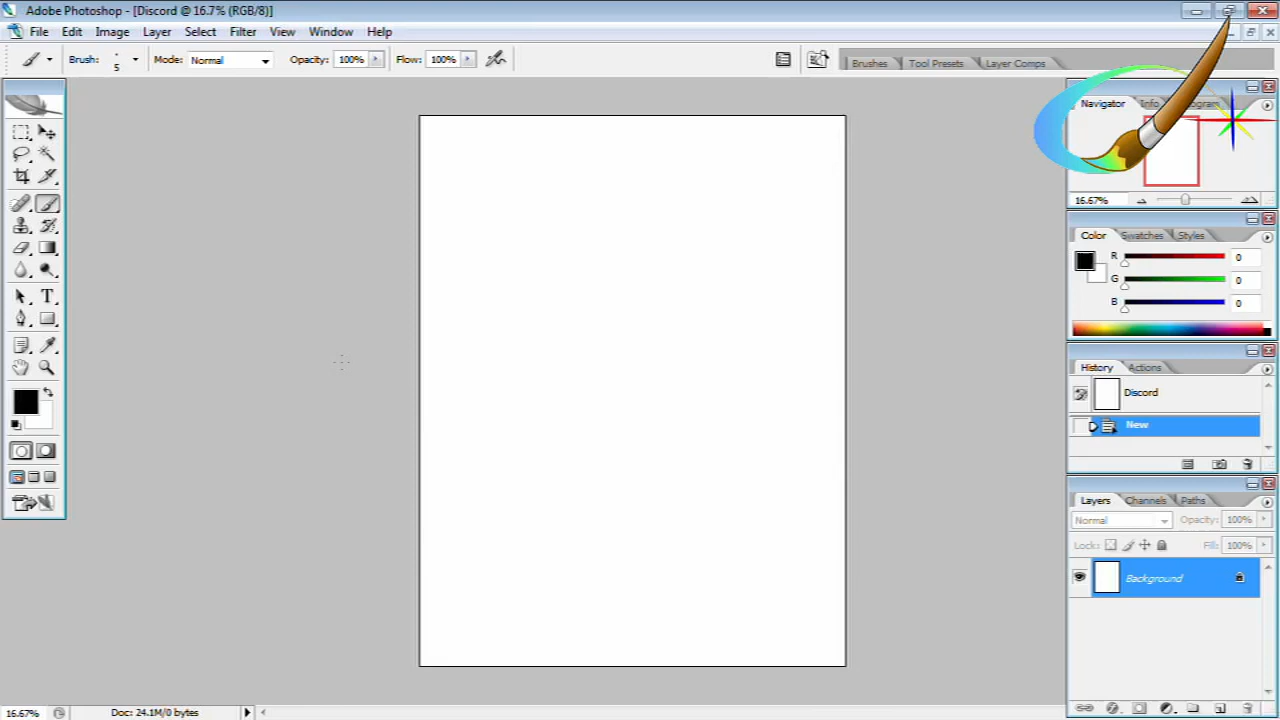 Adobe Photoshop - [Discord @ 16.7% (RGB/8)]
File Edit Image Layer Select Filter View Window Help
Brush: 5 Mode: Normal Opacity: 100% Flow: 100% Brushes Tool Presets Layer Comps
Navigator Info
16.67%
Color Swatches Styles
R 0
G 0
B 0
History Actions
Discord
New
Layers Channels Paths
Normal Opacity: 100%
Lock: Fill: 100%
Background
16.67% Doc: 24.1M/0 bytes